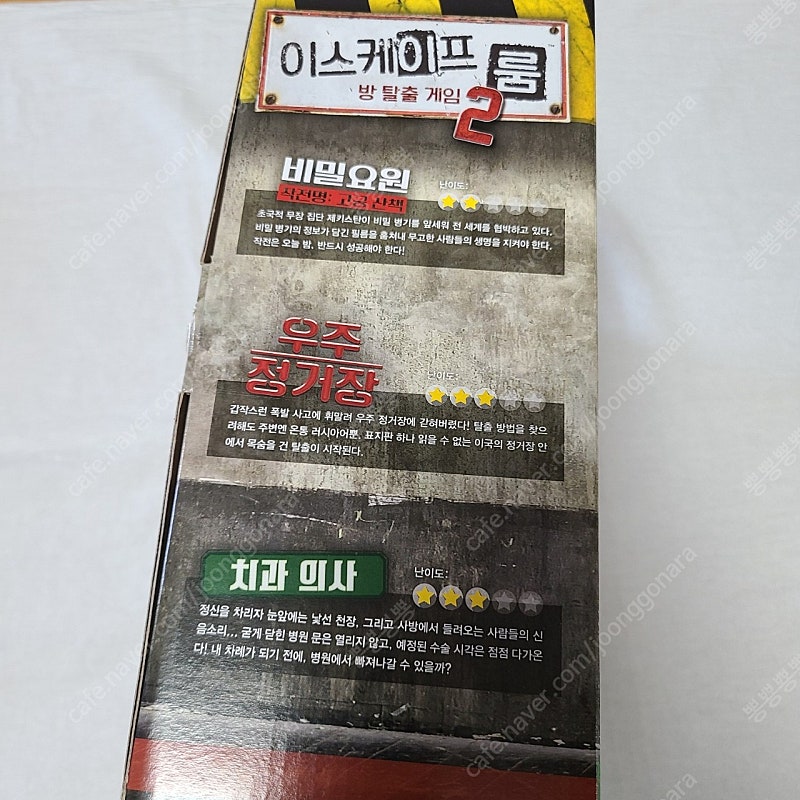 이스케이프 룸
방 탈출 게임 2
비밀요원
작전명: 고공 산책
난이도:
초국적 무장 집단 제키스탄이 비밀 병기를 앞세워 전 세계를 협박하고 있다.
비밀 병기의 정보가 담긴 필름을 훔쳐내 무고한 사람들의 생명을 지켜야 한다.
작전은 오늘 밤, 반드시 성공해야 한다!
우주
정거장
난이도:
갑작스런 폭발 사고에 휘말려 우주 정거장에 갇혀버렸다! 탈출 방법을 찾으
려해도 주변엔 온통 러시아어뿐, 표지판 하나 읽을 수 없는 이국의 정거장 안
에서 목숨을 건 탈출이 시작된다.
치과 의사
난이도:
정신을 차리자 눈앞에는 낯선 천장, 그리고 사방에서 들려오는 사람들의 신
음소리... 굳게 닫힌 병원 문은 열리지 않고, 예정된 수술 시각은 점점 다가온
다! 내 차례가 되기 전에, 병원에서 빠져나갈 수 있을까?
cafe.naver.com/joonggonara
뽕뽕뽕뽕